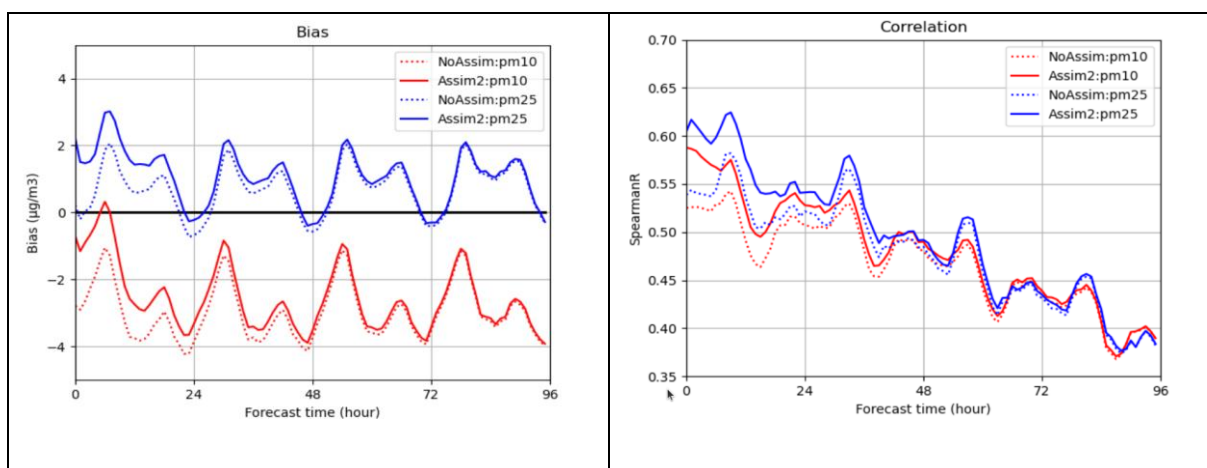 Bias
NoAssim:pm10
Assim2:pm10
NoAssim:pm25
Assim2:pm25
4
2
0
−2
−4
Bias (μg/m3)
0
24
48
72
96
Forecast time (hour)
Correlation
NoAssim:pm10
Assim2:pm10
NoAssim:pm25
Assim2:pm25
0.70
0.65
0.60
0.55
0.50
0.45
0.40
0.35
SpearmanR
0
24
48
72
96
Forecast time (hour)